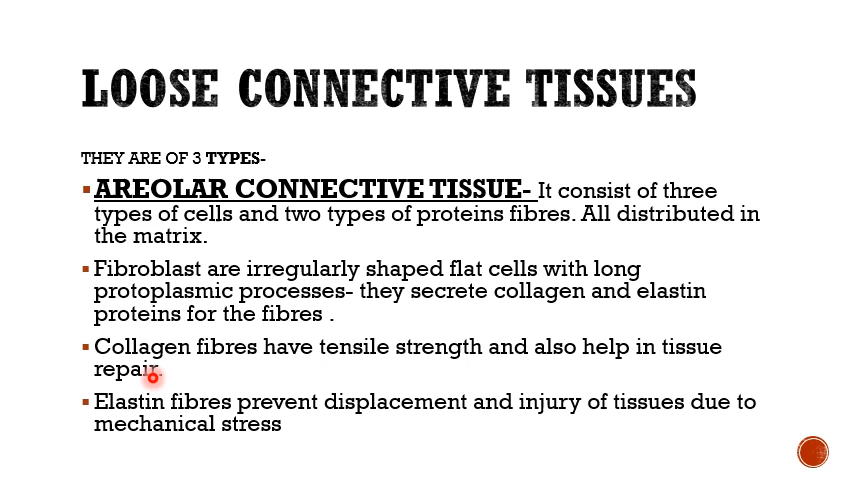 LOOSE CONNECTIVE TISSUES
THEY ARE OF 3 TYPES-
AREOLAR CONNECTIVE TISSUE- It consist of three
types of cells and two types of proteins fibres. All distributed in
the matrix.
Fibroblast are irregularly shaped flat cells with long
protoplasmic processes- they secrete collagen and elastin
proteins for the fibres .
Collagen fibres have tensile strength and also help in tissue
repair.
Elastin fibres prevent displacement and injury of tissues due to
mechanical stress